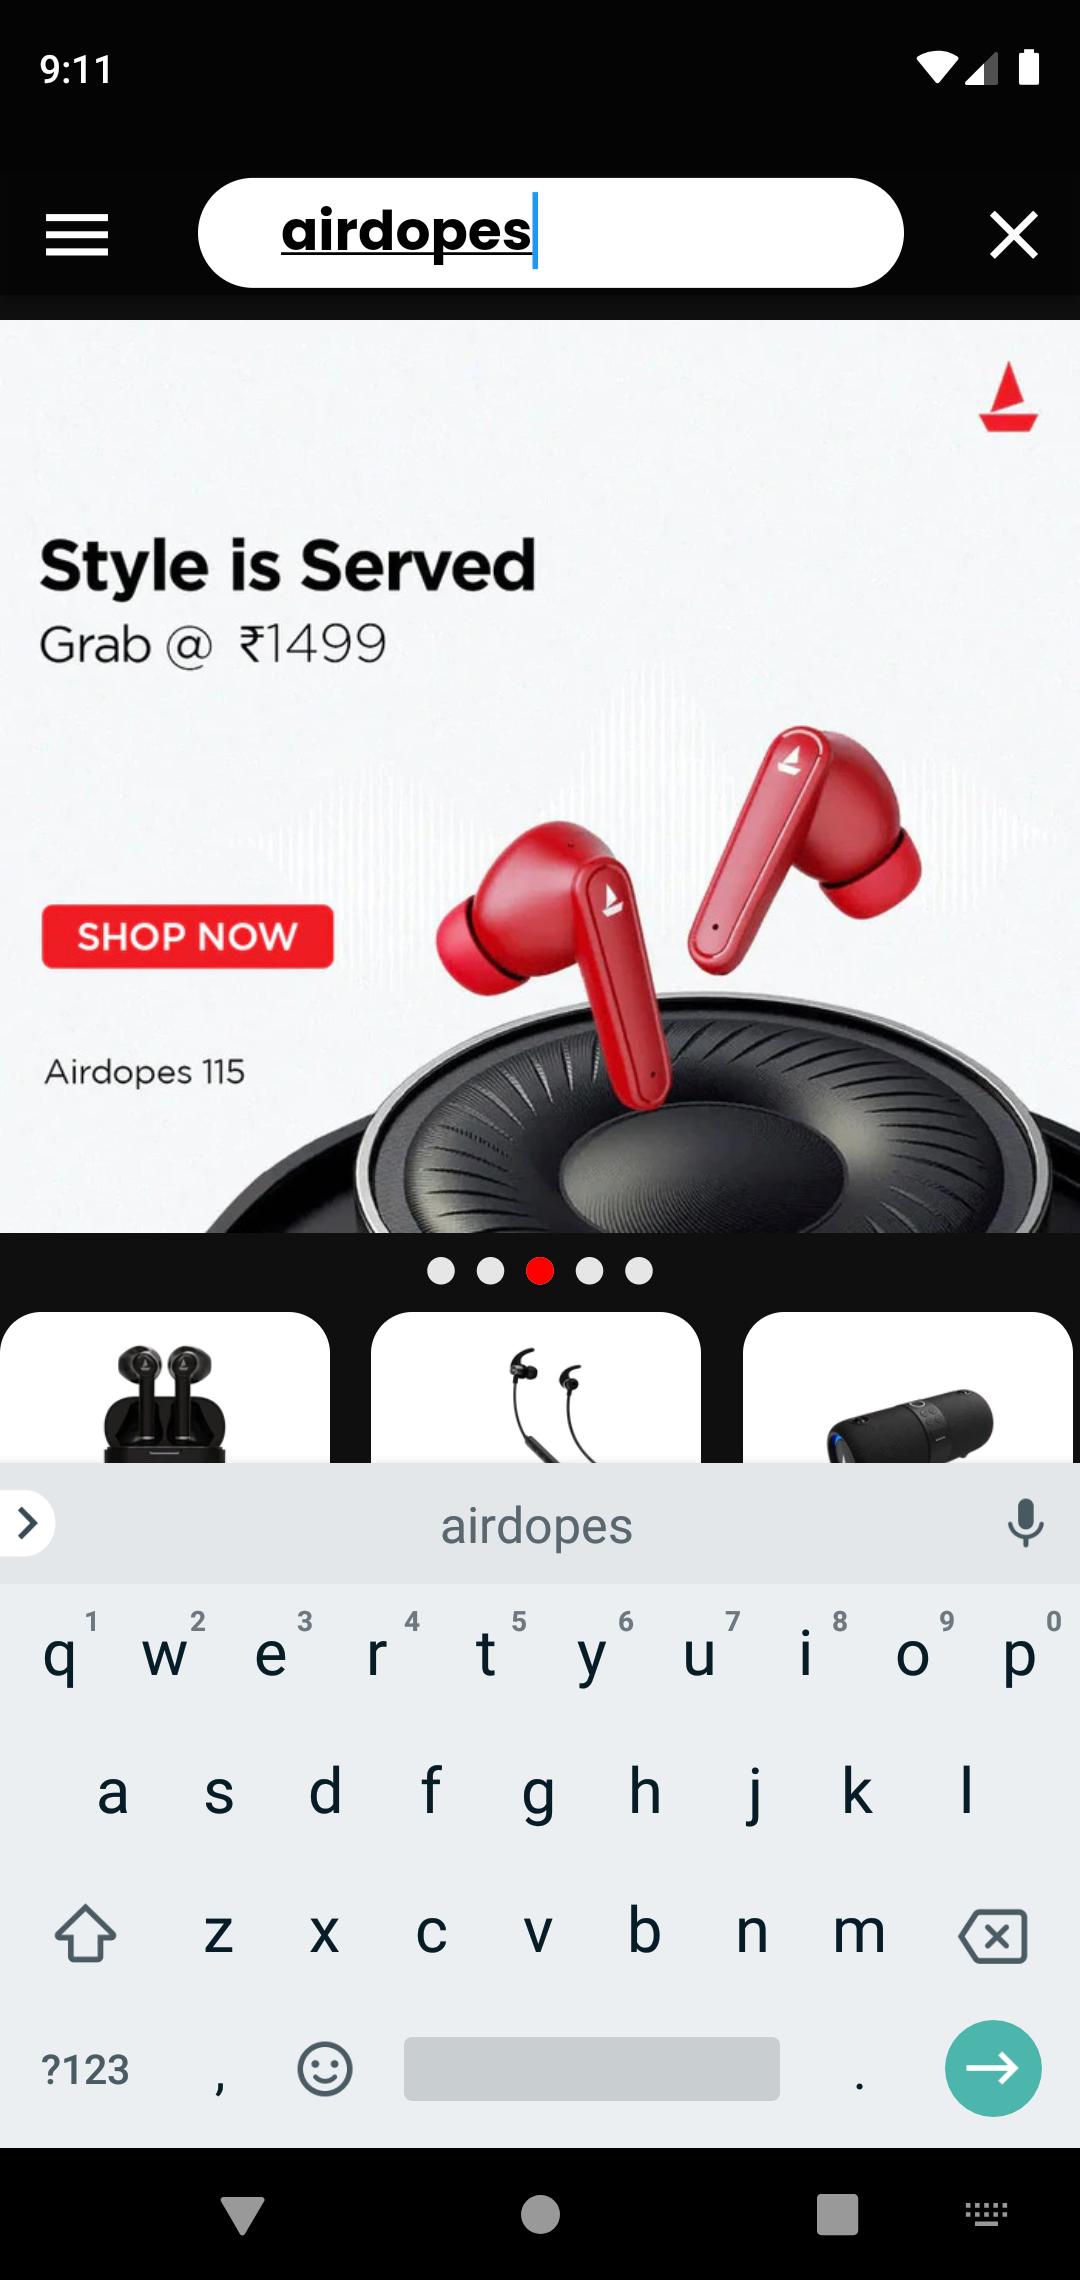 9:11
airdopes
Style is Served
Grab @ ₹1499
SHOP NOW
Airdopes 115
airdopes
1 2 3 4 5 6 7 8 9 0
q w e r t y u i o p
a s d f g h j k l
z x c v b n m
?123 , .